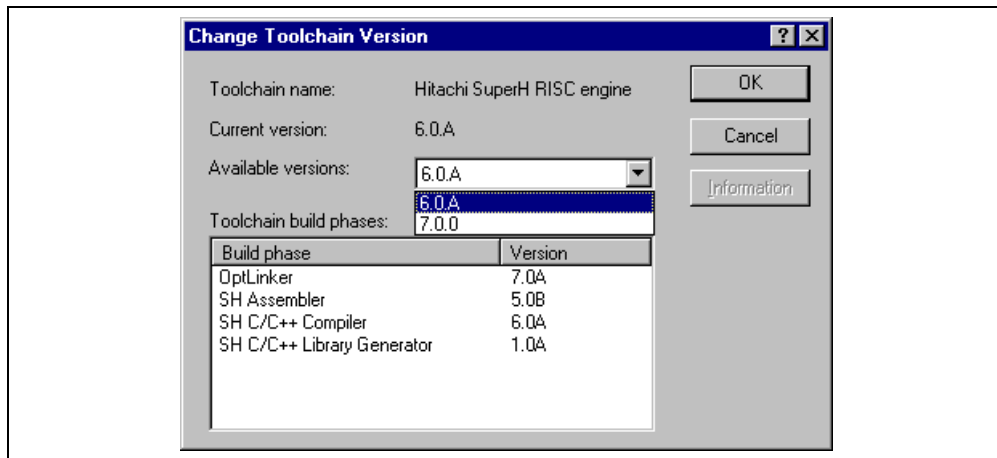 Change Toolchain Version
Toolchain name: Hitachi SuperH RISC engine
OK
Current version: 6.0.A
Cancel
Available versions: 6.0.A
Information
6.0.A
7.0.0
Toolchain build phases:
Build phase Version
OptLinker 7.0A
SH Assembler 5.0B
SH C/C++ Compiler 6.0A
SH C/C++ Library Generator 1.0A